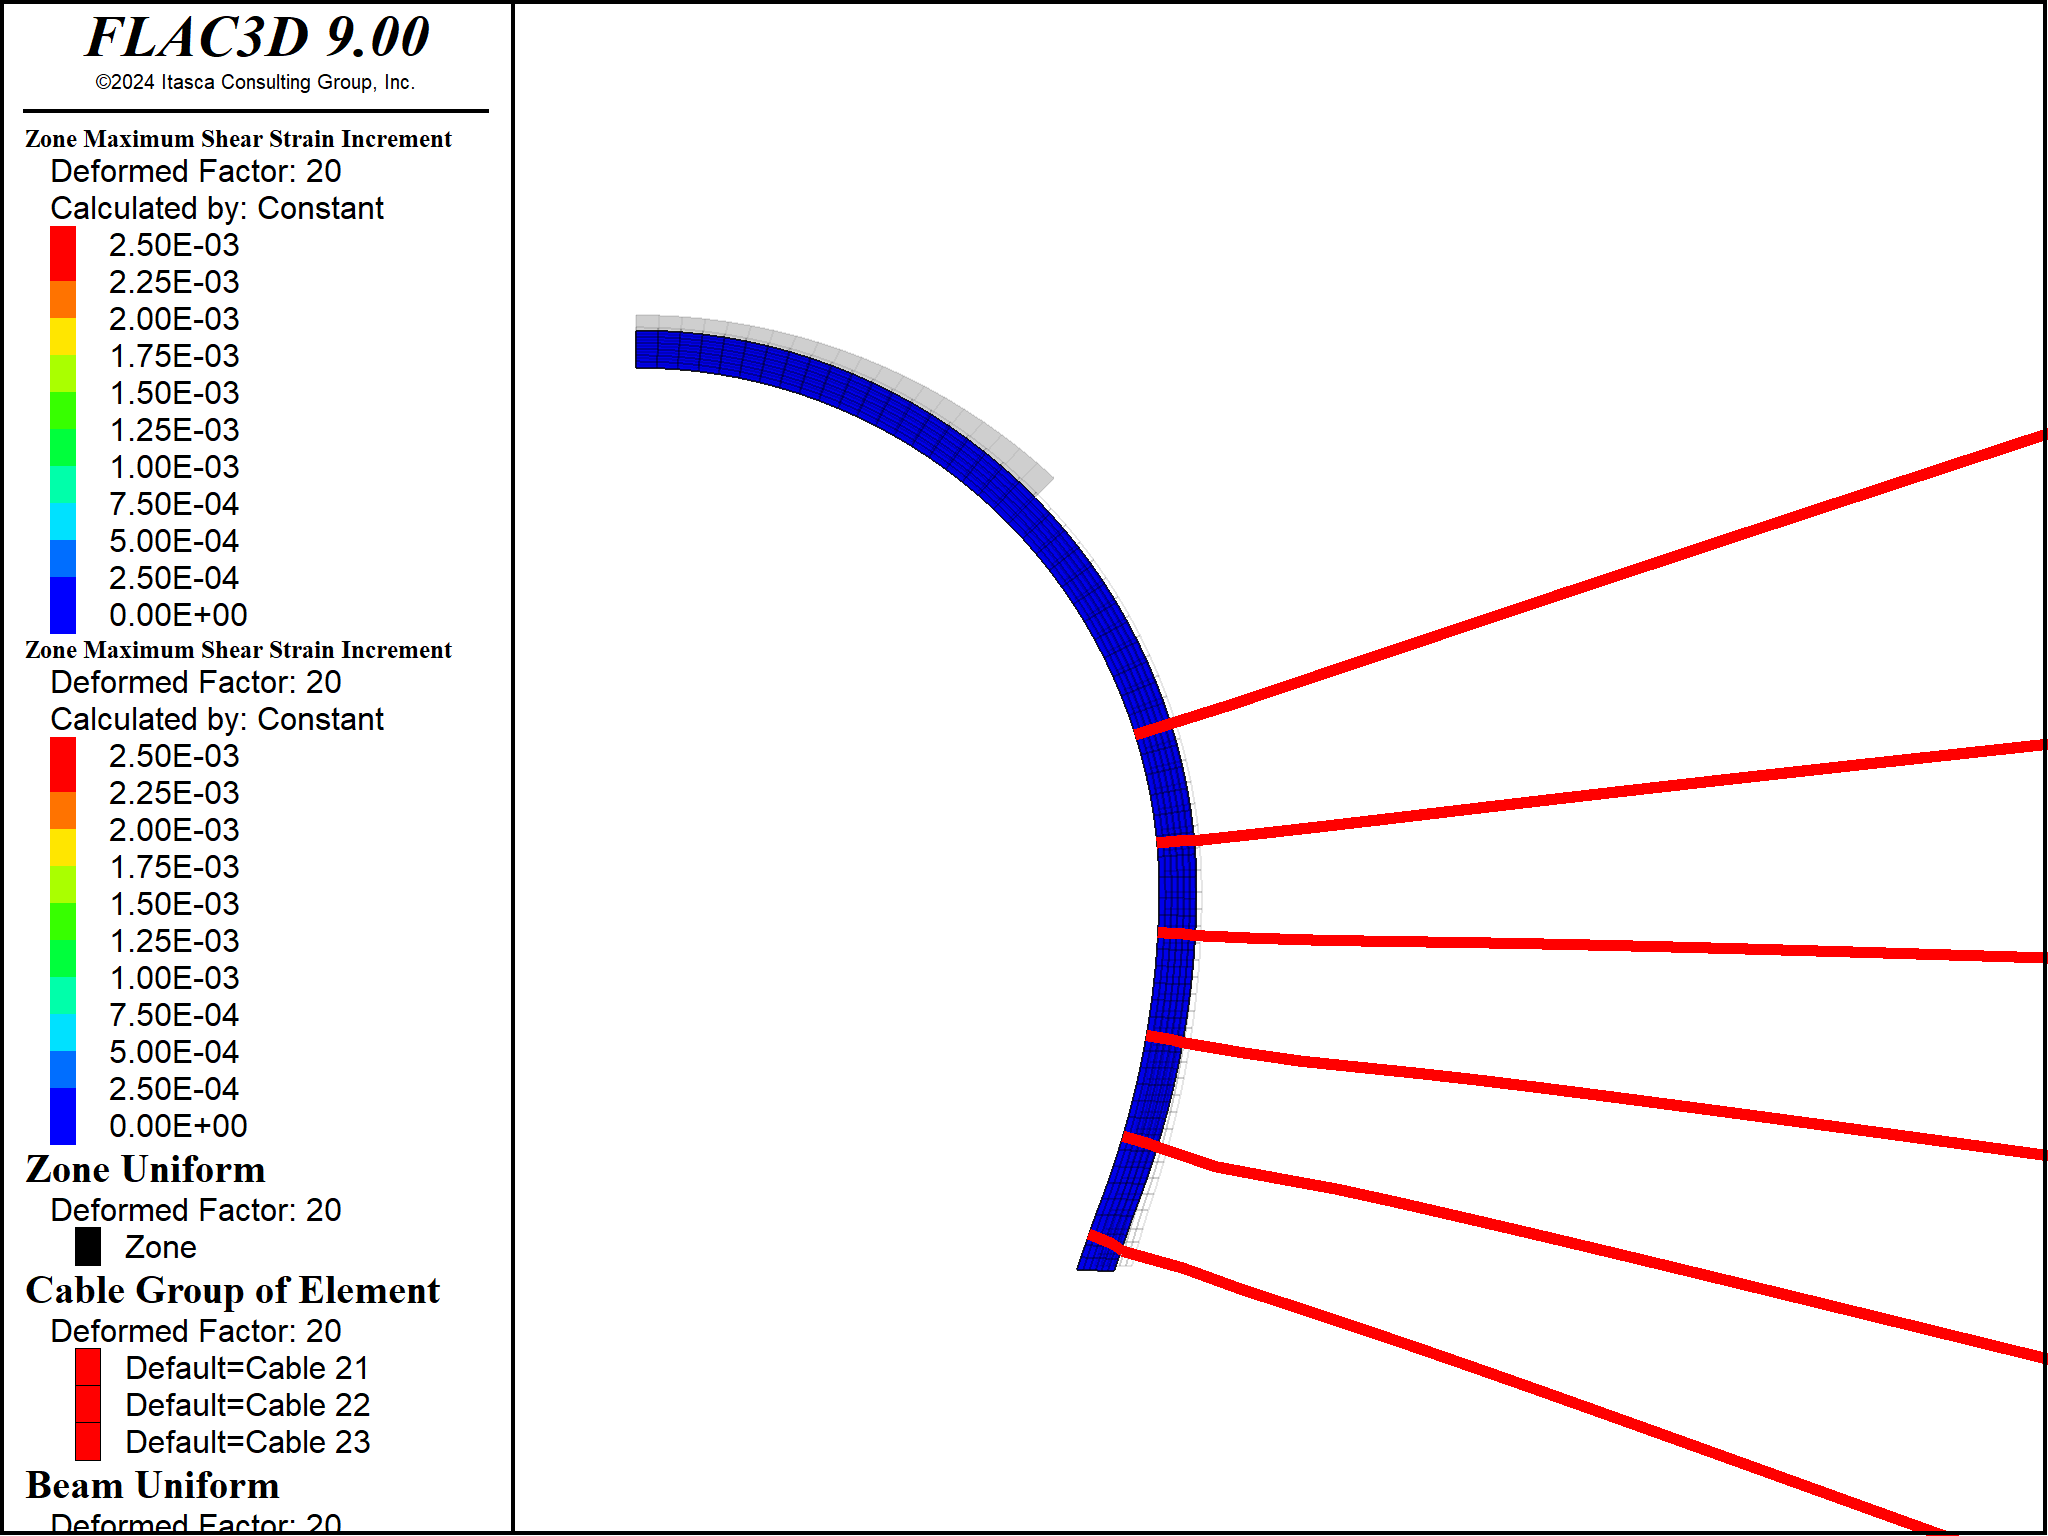 FLAC3D 9.00
©2024 Itasca Consulting Group, Inc.
Zone Maximum Shear Strain Increment
Deformed Factor: 20
Calculated by: Constant
2.50E-03
2.25E-03
2.00E-03
1.75E-03
1.50E-03
1.25E-03
1.00E-03
7.50E-04
5.00E-04
2.50E-04
0.00E+00
Zone Maximum Shear Strain Increment
Deformed Factor: 20
Calculated by: Constant
2.50E-03
2.25E-03
2.00E-03
1.75E-03
1.50E-03
1.25E-03
1.00E-03
7.50E-04
5.00E-04
2.50E-04
0.00E+00
Zone Uniform
Deformed Factor: 20
Zone
Cable Group of Element
Deformed Factor: 20
Default=Cable 21
Default=Cable 22
Default=Cable 23
Beam Uniform
Deformed Factor: 20